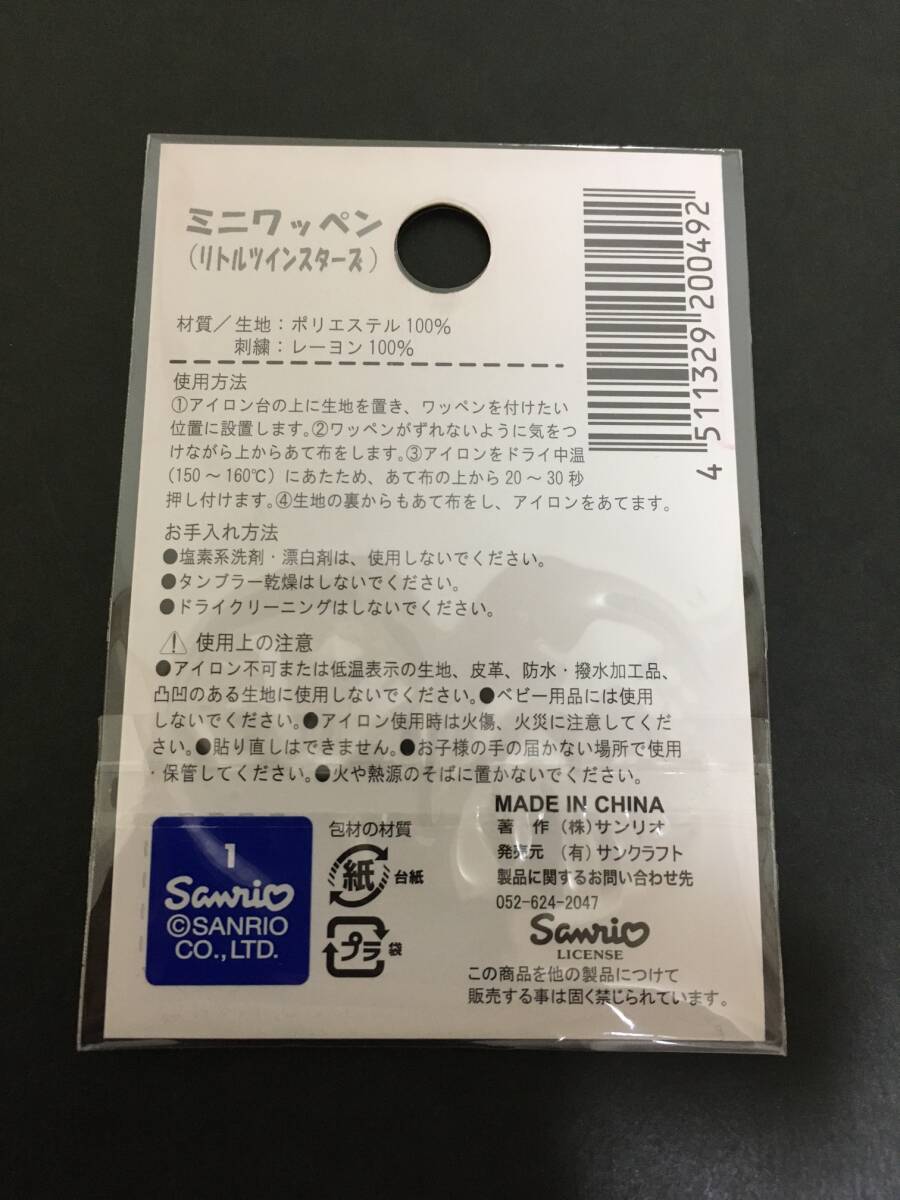 ミニワッペン
(リトルツインスターズ)
4 511329 200492
材質／生地：ポリエステル100%
刺繍：レーヨン100%
使用方法
①アイロン台の上に生地を置き、ワッペンを付けたい
位置に設置します。②ワッペンがずれないように気をつ
けながら上からあて布をします。③アイロンをドライ中温
(150～160℃)にあたため、あて布の上から20～30秒
押し付けます。④生地の裏からもあて布をし、アイロンをあてます。
お手入れ方法
●塩素系洗剤・漂白剤は、使用しないでください。
●タンブラー乾燥はしないでください。
●ドライクリーニングはしないでください。
⚠ 使用上の注意
●アイロン不可または低温表示の生地、皮革、防水・撥水加工品、
凸凹のある生地に使用しないでください。●ベビー用品には使用
しないでください。●アイロン使用時は火傷、火災に注意してくだ
さい。●貼り直しはできません。●お子様の手の届かない場所で使用
・保管してください。●火や熱源のそばに置かないでください。
1
Sanrio
©SANRIO
CO.,LTD.
包材の材質
紙 台紙
プラ 袋
MADE IN CHINA
著 作 (株)サンリオ
発売元 (有)サンクラフト
製品に関するお問い合わせ先
052-624-2047
Sanrio
LICENSE
この商品を他の製品につけて
販売する事は固く禁じられています。